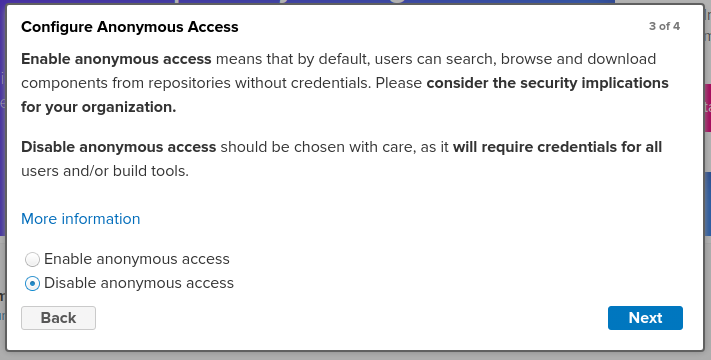 Configure Anonymous Access
3 of 4
Enable anonymous access means that by default, users can search, browse and download
components from repositories without credentials. Please consider the security implications
for your organization.
Disable anonymous access should be chosen with care, as it will require credentials for all
users and/or build tools.
More information
Enable anonymous access
Disable anonymous access
Back
Next